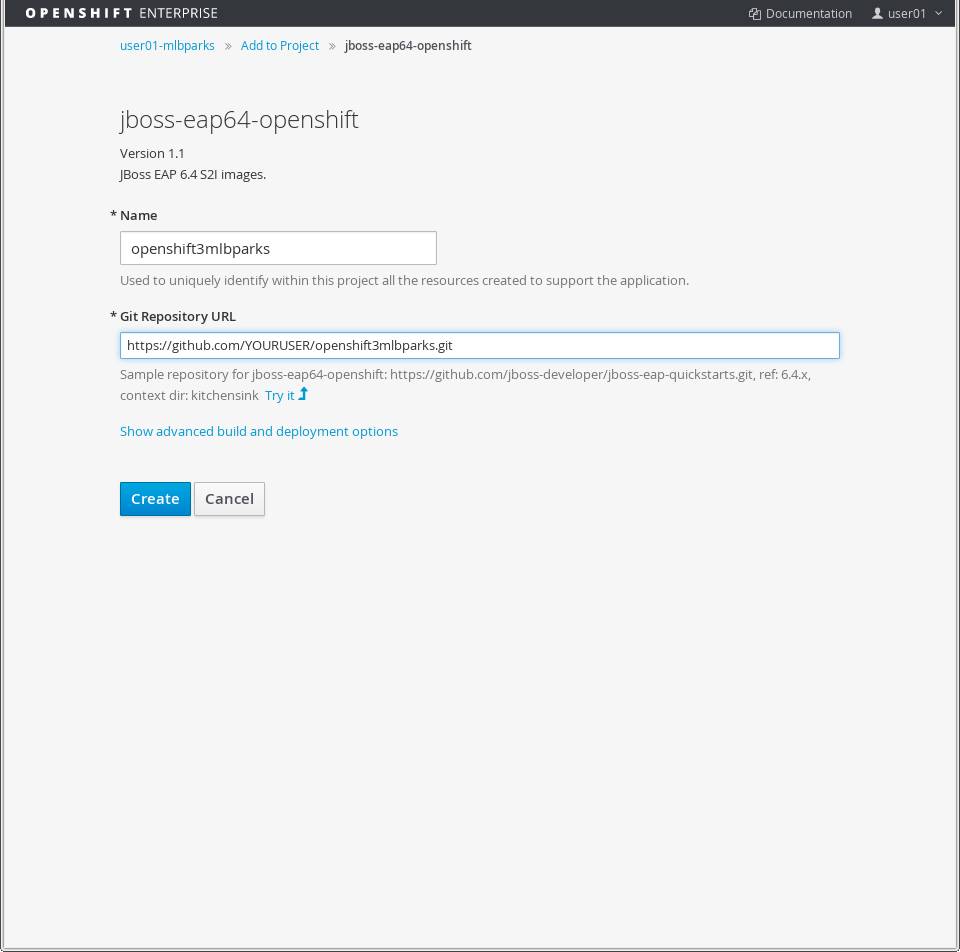 OPENSHIFT ENTERPRISE Documentation user01
user01-mlbparks » Add to Project » jboss-eap64-openshift
jboss-eap64-openshift
Version 1.1
JBoss EAP 6.4 S2I images.
* Name
openshift3mlbparks
Used to uniquely identify within this project all the resources created to support the application.
* Git Repository URL
https://github.com/YOURUSER/openshift3mlbparks.git
Sample repository for jboss-eap64-openshift: https://github.com/jboss-developer/jboss-eap-quickstarts.git, ref: 6.4.x,
context dir: kitchensink Try it
Show advanced build and deployment options
Create Cancel